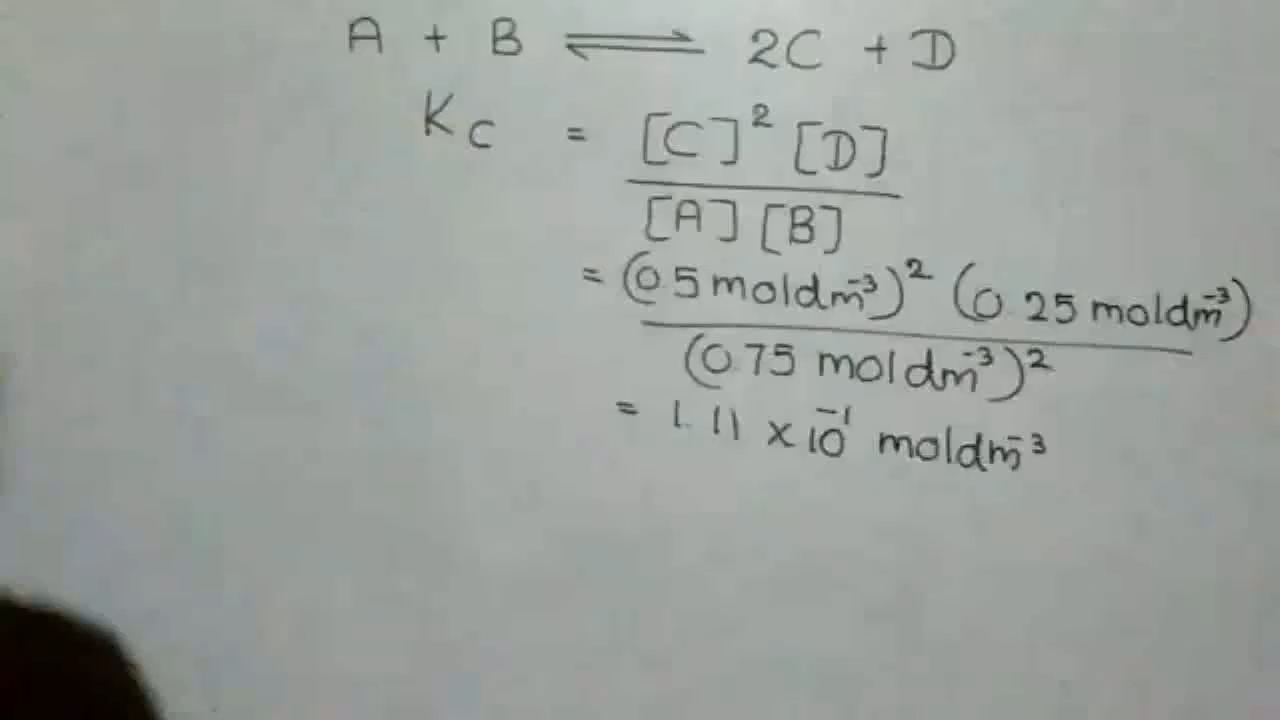 A + B ⇌ 2C + D
Kc = [C]² [D]
[A] [B]
= (0.5 moldm⁻³)² (0.25 moldm⁻³)
(0.75 moldm⁻³)²
= 1.11 × 10⁻¹ moldm⁻³